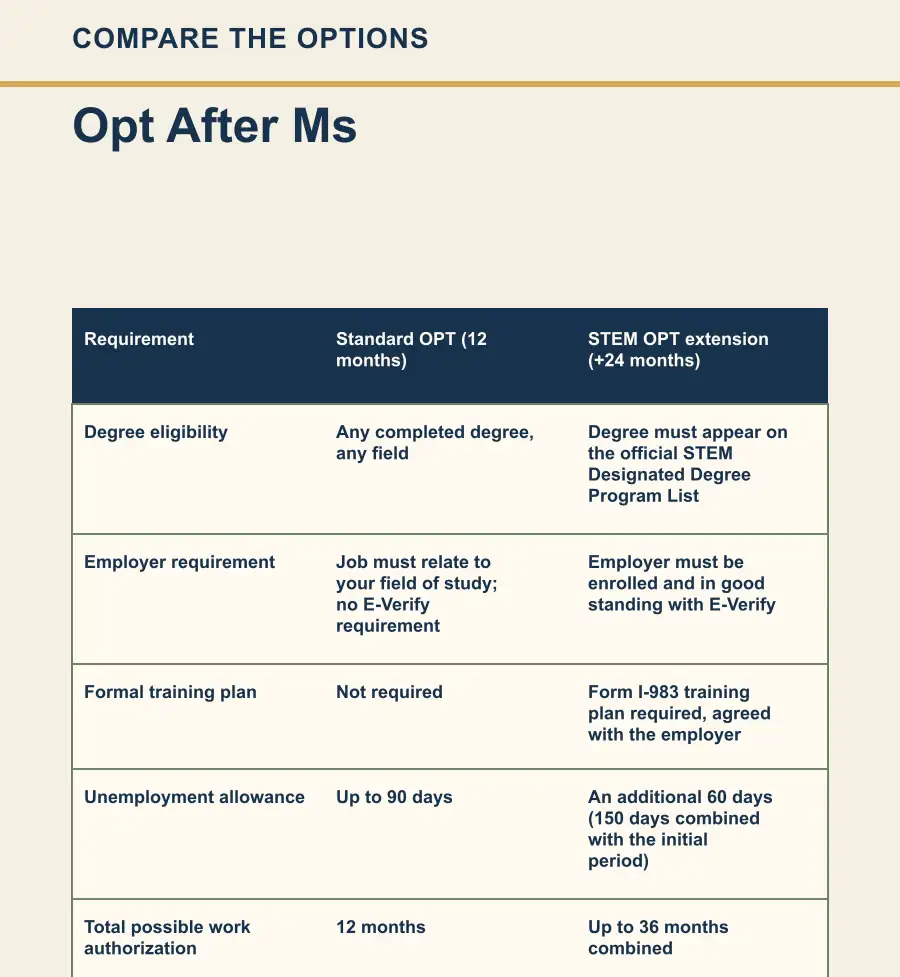 COMPARE THE OPTIONS
Opt After Ms
Requirement
Standard OPT (12
months)
STEM OPT extension
(+24 months)
Degree eligibility
Any completed degree,
any field
Degree must appear on
the official STEM
Designated Degree
Program List
Employer requirement
Job must relate to
your field of study;
no E-Verify
requirement
Employer must be
enrolled and in good
standing with E-Verify
Formal training plan
Not required
Form I-983 training
plan required, agreed
with the employer
Unemployment allowance
Up to 90 days
An additional 60 days
(150 days combined
with the initial
period)
Total possible work
authorization
12 months
Up to 36 months
combined